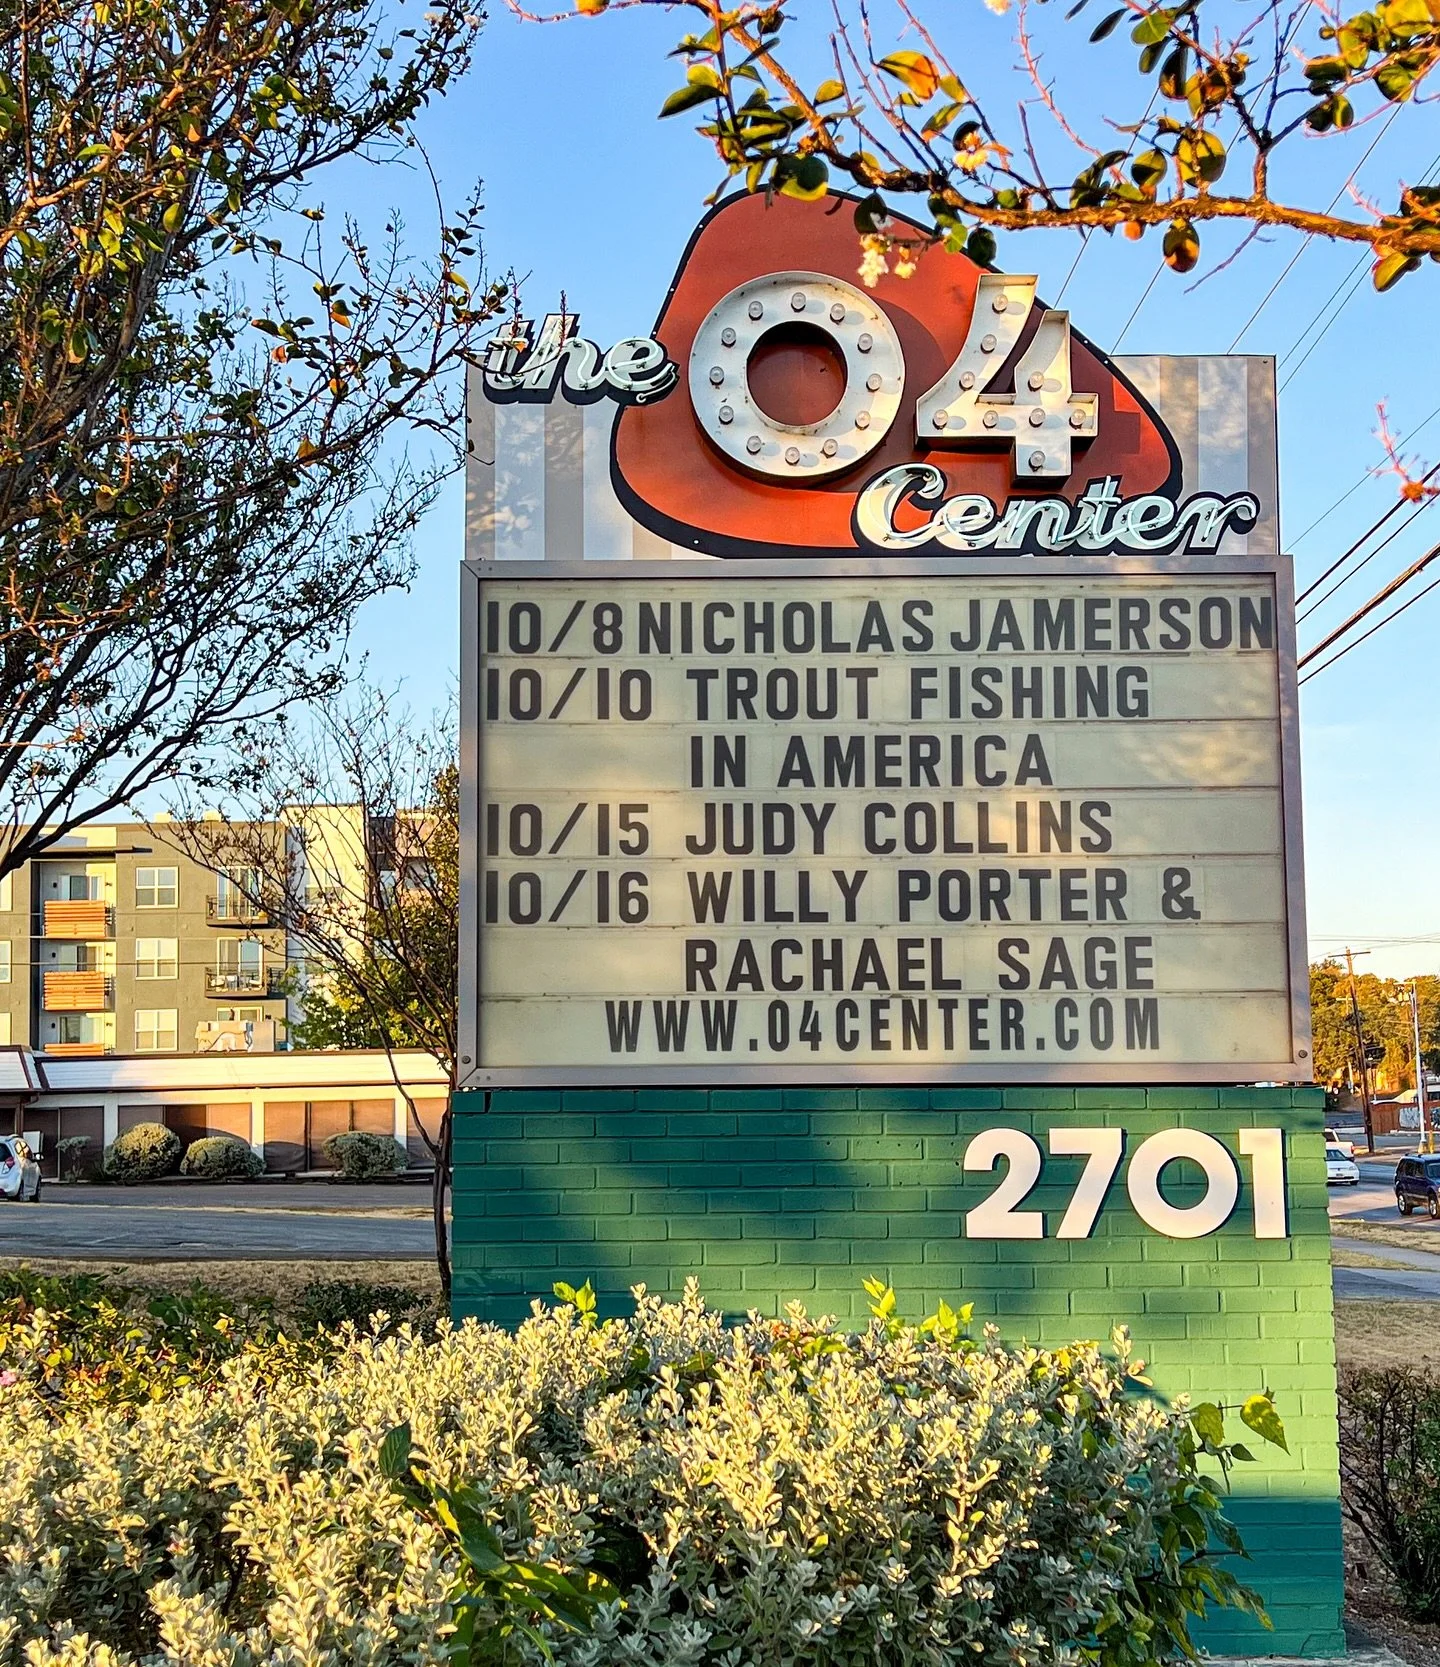 the 04
Center
10/8 NICHOLAS JAMERSON
10/10 TROUT FISHING
IN AMERICA
10/15 JUDY COLLINS
10/16 WILLY PORTER &
RACHAEL SAGE
WWW.04CENTER.COM
2701